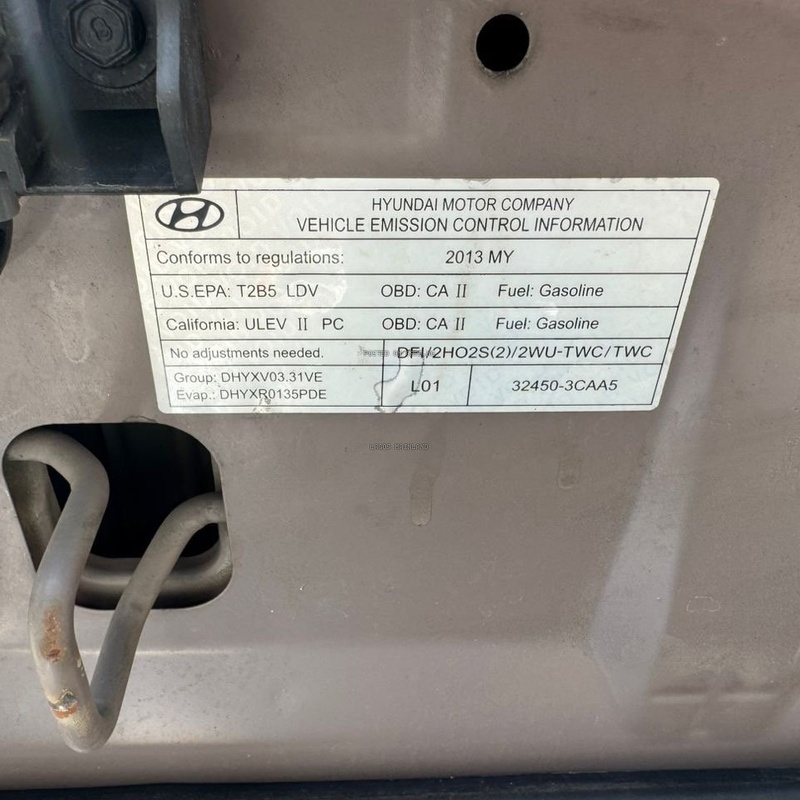 HYUNDAI MOTOR COMPANY
VEHICLE EMISSION CONTROL INFORMATION
Conforms to regulations: 2013 MY
U.S.EPA: T2B5 LDV OBD: CA II Fuel: Gasoline
California: ULEV II PC OBD: CA II Fuel: Gasoline
No adjustments needed. DFI/2HO2S(2)/2WU-TWC/TWC
Group: DHYXV03.31VE
Evap.: DHYXR0135PDE
L01 32450-3CAA5